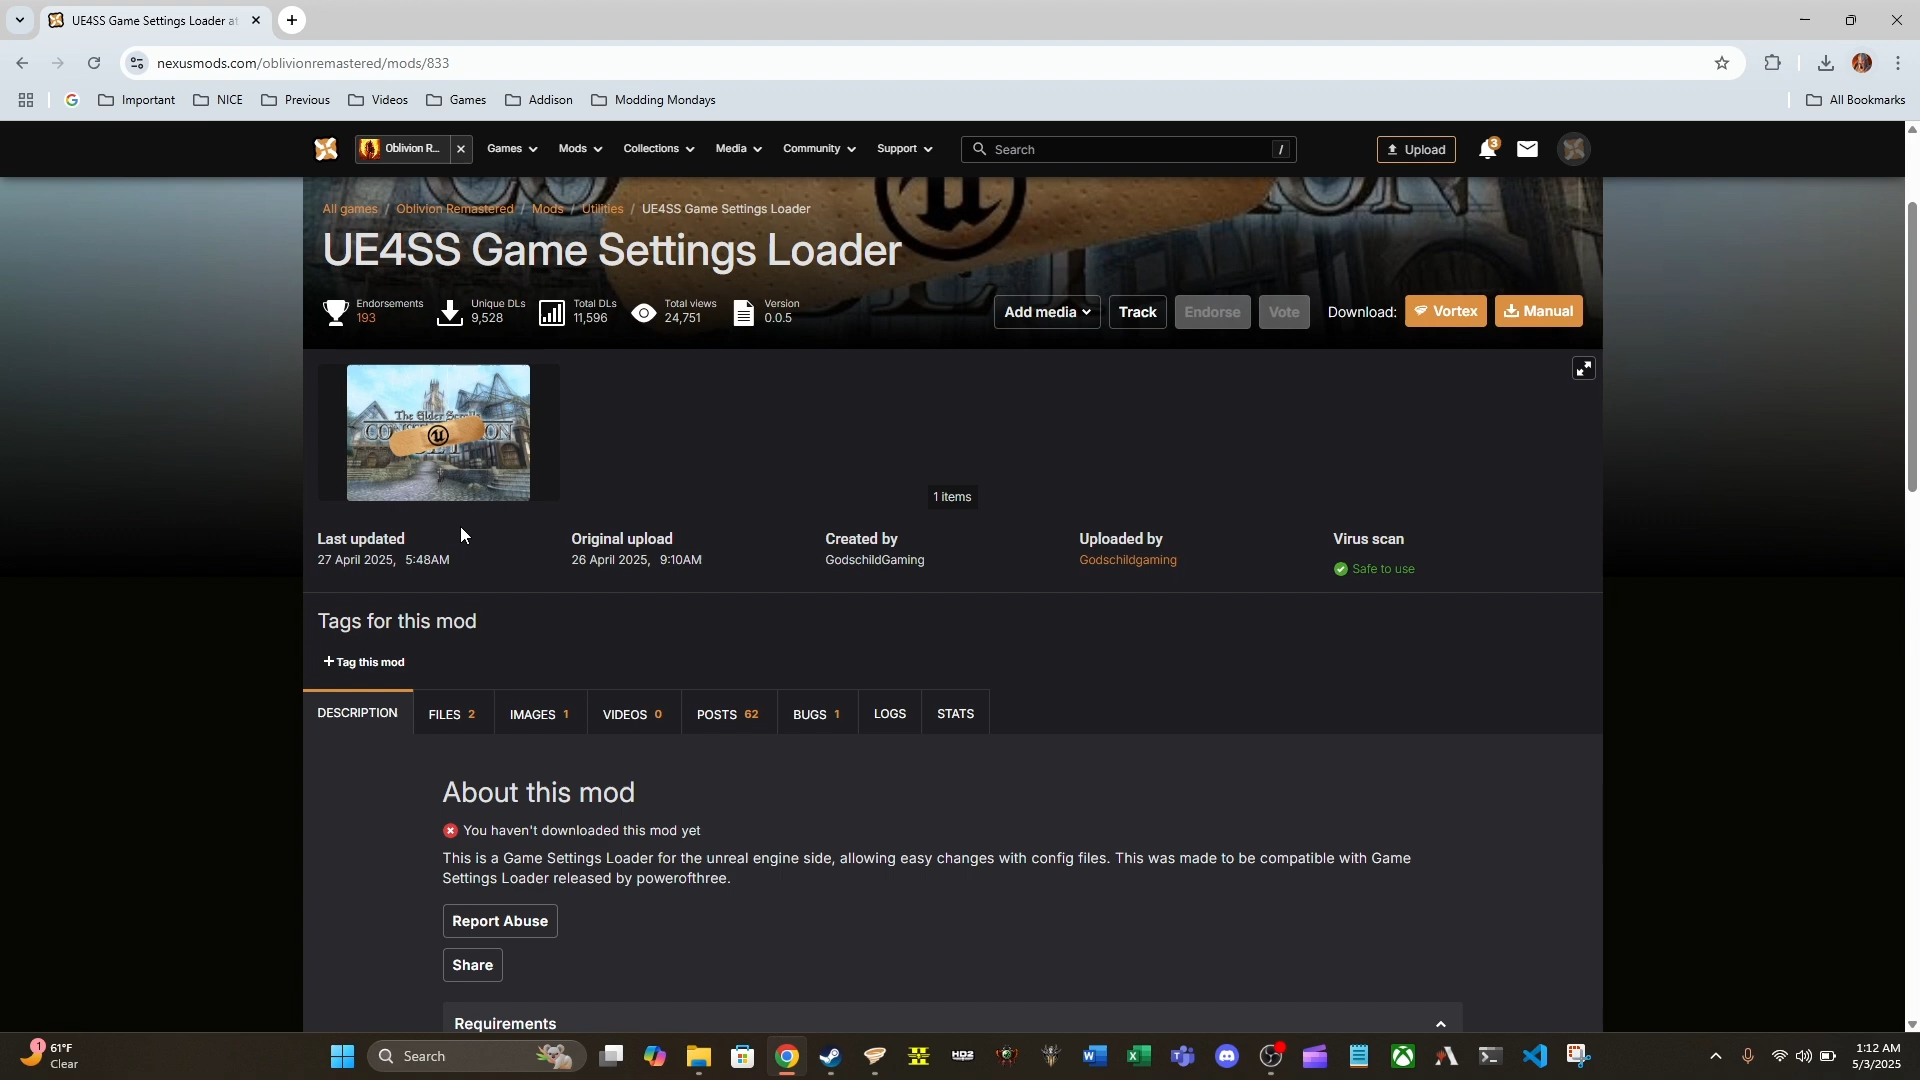 UE4SS Game Settings Loader at
nexusmods.com/oblivionremastered/mods/833
Important NICE Previous Videos Games Addison Modding Mondays All Bookmarks
Oblivion R... Games Mods Collections Media Community Support Search / Upload 3
All games / Oblivion Remastered / Mods / Utilities / UE4SS Game Settings Loader
UE4SS Game Settings Loader
Endorsements Unique DLs Total DLs Total views Version
193 9,528 11,596 24,751 0.0.5
Add media Track Endorse Vote Download: Vortex Manual
The Elder Scrolls
1 items
Last updated Original upload Created by Uploaded by Virus scan
27 April 2025, 5:48AM 26 April 2025, 9:10AM GodschildGaming Godschildgaming Safe to use
Tags for this mod
+ Tag this mod
DESCRIPTION FILES 2 IMAGES 1 VIDEOS 0 POSTS 62 BUGS 1 LOGS STATS
About this mod
You haven't downloaded this mod yet
This is a Game Settings Loader for the unreal engine side, allowing easy changes with config files. This was made to be compatible with Game
Settings Loader released by powerofthree.
Report Abuse
Share
Requirements
1 61°F
Clear
Search
HD2
1:12 AM
5/3/2025